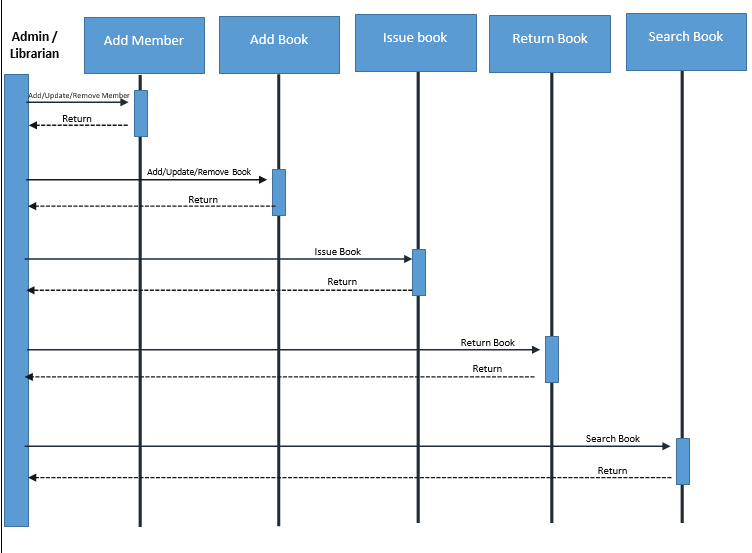 Admin /
Librarian
Add Member
Add Book
Issue book
Return Book
Search Book
Add/Update/Remove Member
Return
Add/Update/Remove Book
Return
Issue Book
Return
Return Book
Return
Search Book
Return